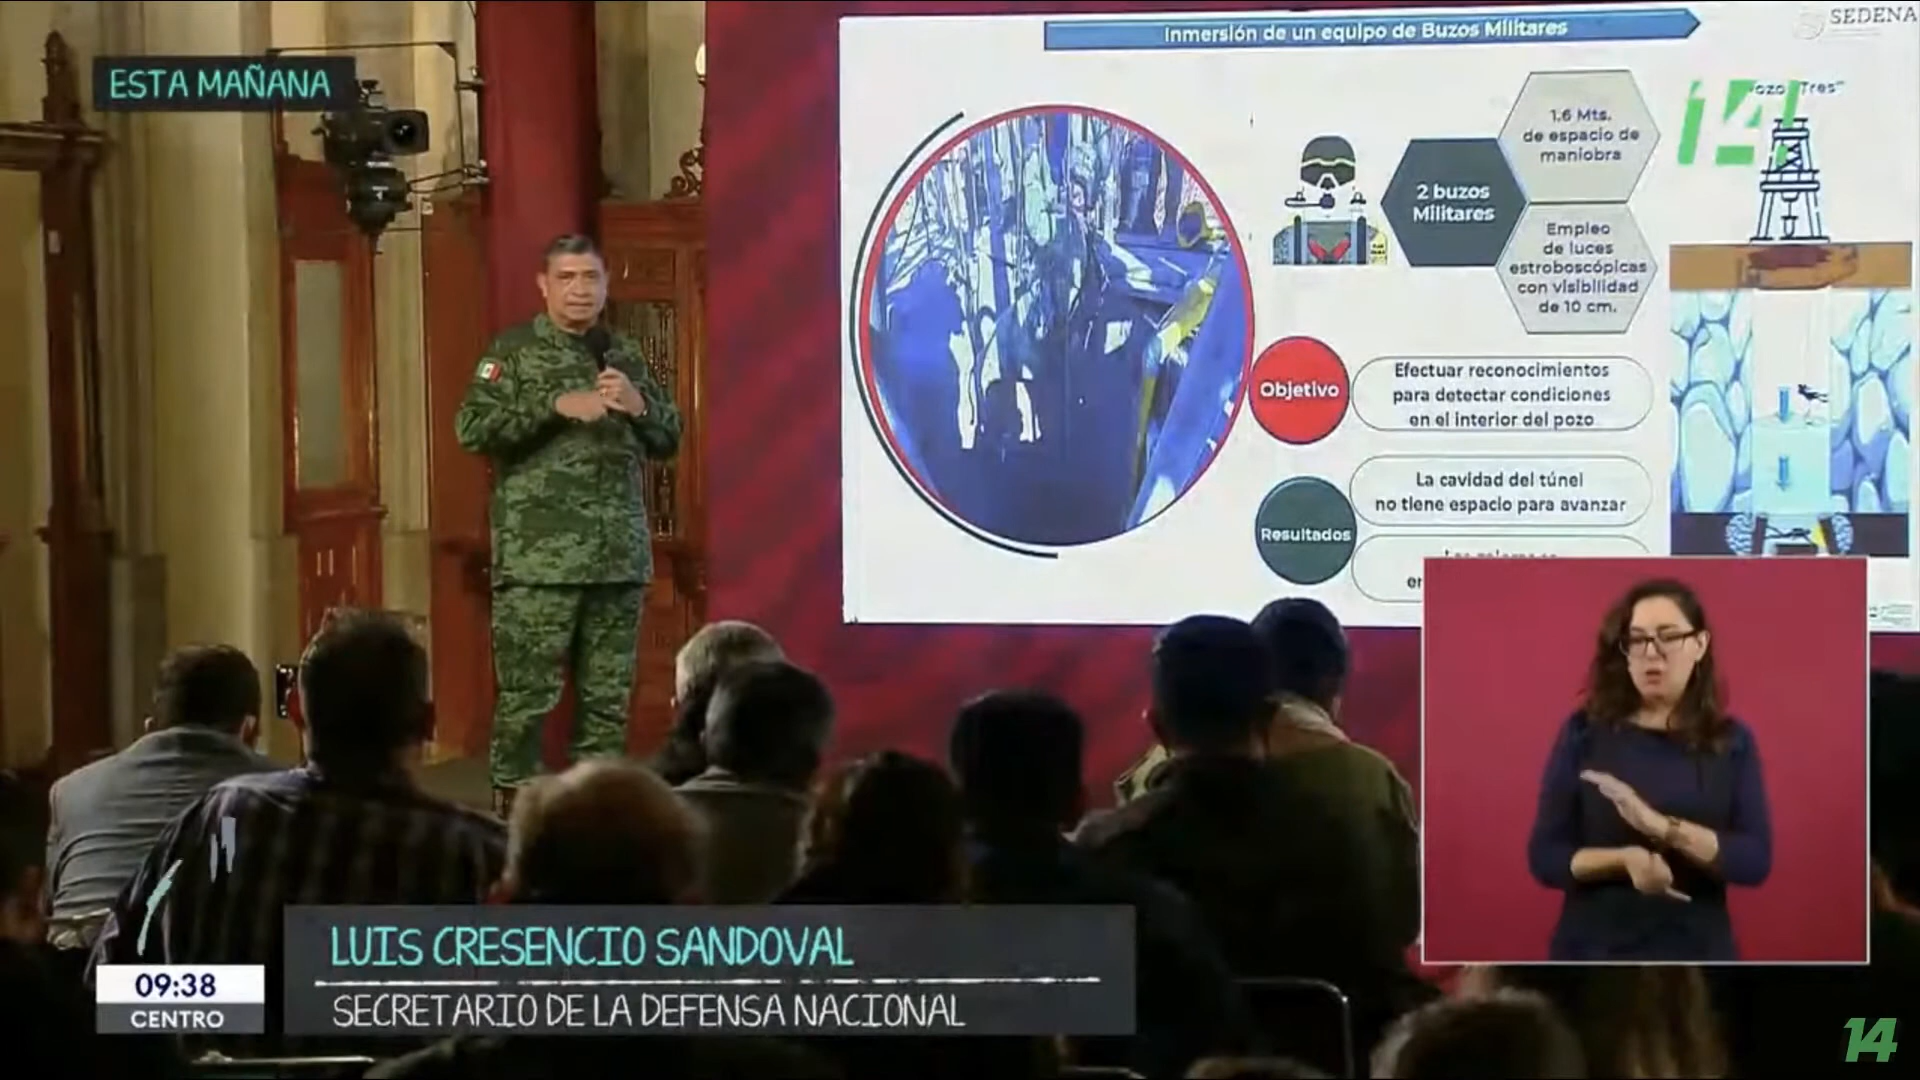 ESTA MAÑANA
Inmersión de un equipo de Buzos Militares
SEDENA
1.6 Mts.
de espacio de
maniobra
2 buzos
Militares
Empleo
de luces
estroboscópicas
con visibilidad
de 10 cm.
"Tres"
14
Objetivo
Efectuar reconocimientos
para detectar condiciones
en el interior del pozo
Resultados
La cavidad del túnel
no tiene espacio para avanzar
LUIS CRESENCIO SANDOVAL
SECRETARIO DE LA DEFENSA NACIONAL
09:38
CENTRO
14